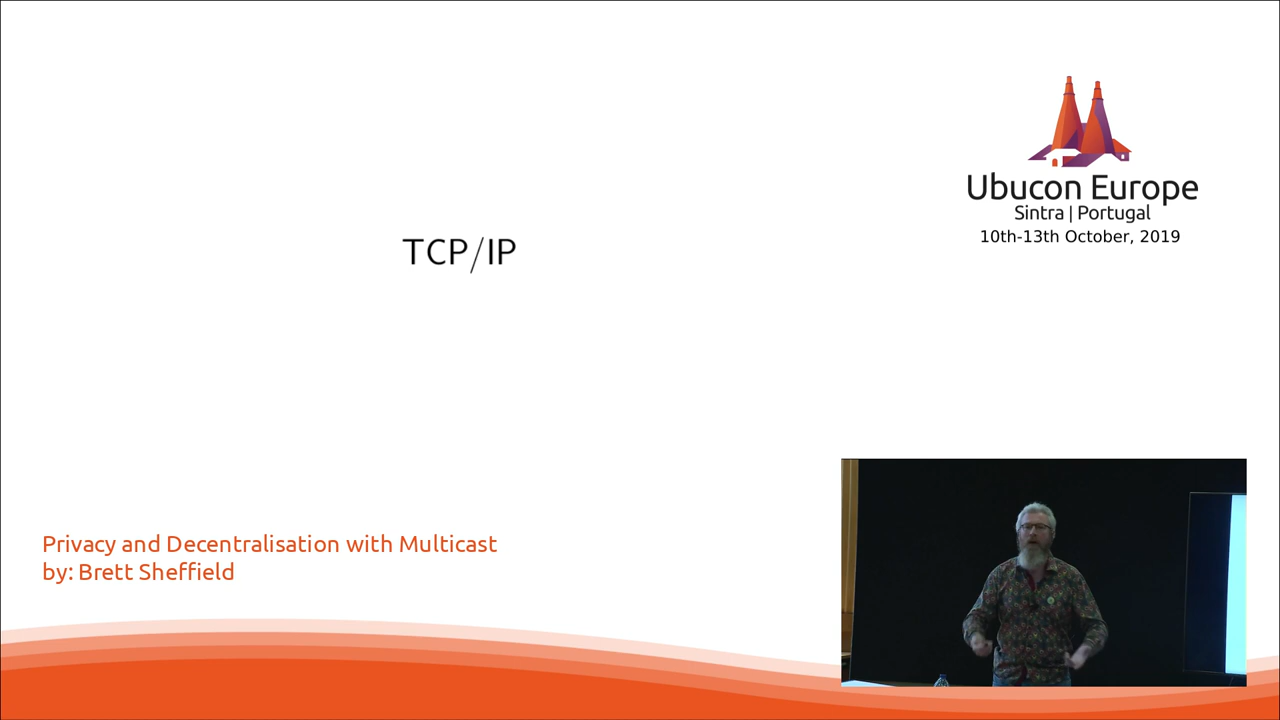 TCP/IP
Ubucon Europe
Sintra | Portugal
10th-13th October, 2019
Privacy and Decentralisation with Multicast
by: Brett Sheffield